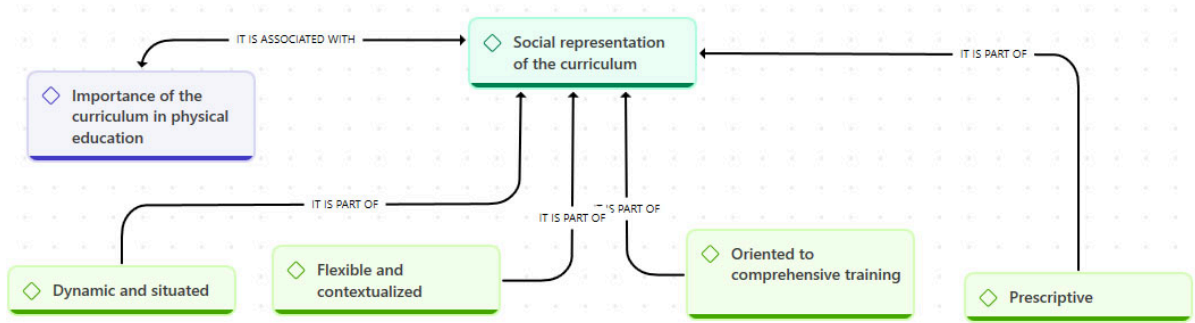 IT IS ASSOCIATED WITH
Social representation
of the curriculum
IT IS PART OF
Importance of the
curriculum in physical
education
IT IS PART OF
IT IS PART OF
IS PART OF
Dynamic and situated
Flexible and
contextualized
Oriented to
comprehensive training
Prescriptive